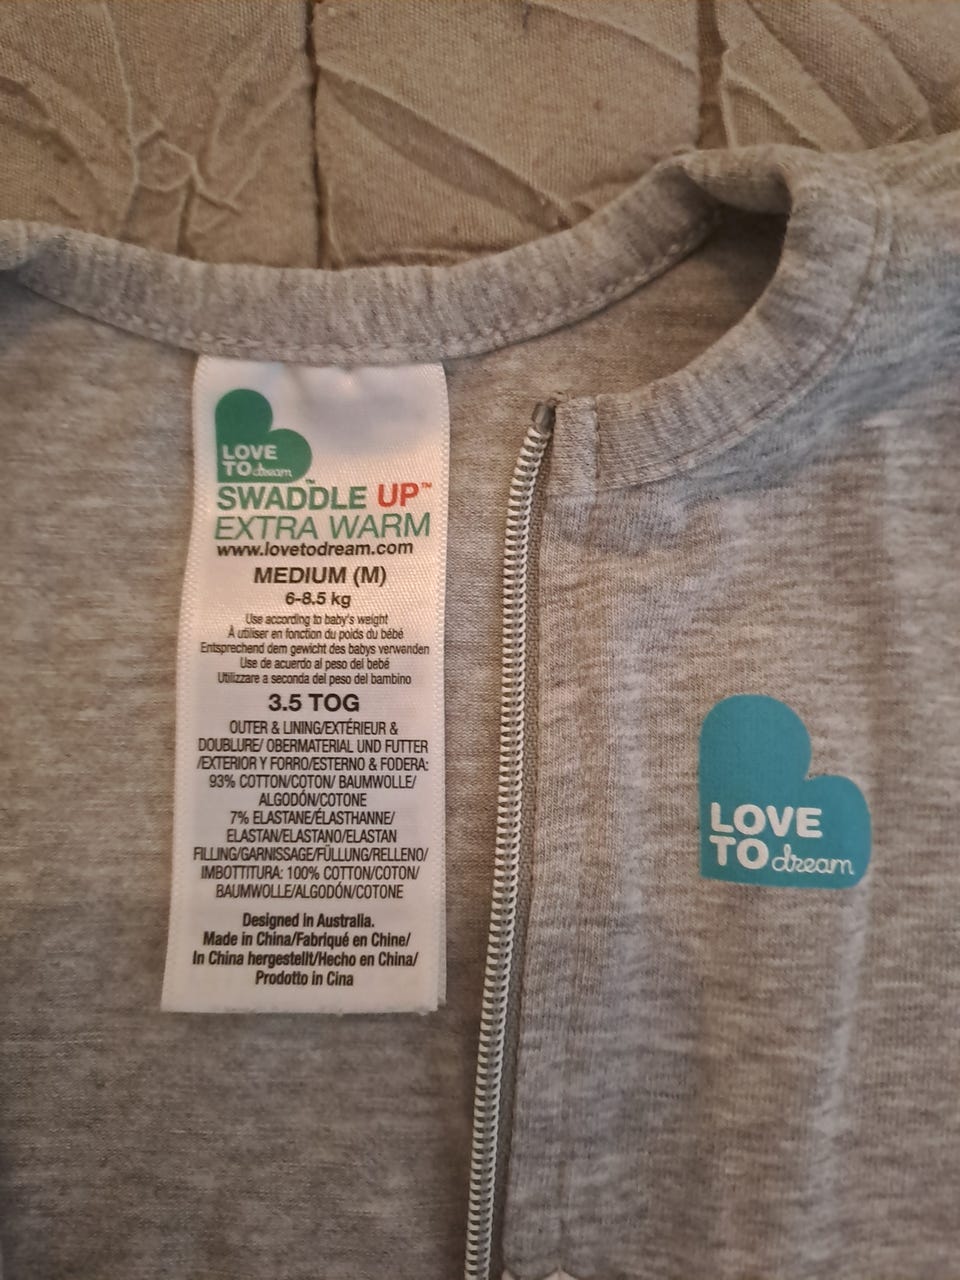 LOVE
TO dream™
SWADDLE UP™
EXTRA WARM
www.lovetodream.com
MEDIUM (M)
6-8.5 kg
Use according to baby's weight
À utiliser en fonction du poids du bébé
Entsprechend dem gewicht des babys verwenden
Use de acuerdo al peso del bebé
Utilizzare a seconda del peso del bambino
3.5 TOG
OUTER & LINING/EXTÉRIEUR &
DOUBLURE/ OBERMATERIAL UND FUTTER
/EXTERIOR Y FORRO/ESTERNO & FODERA:
93% COTTON/COTON/ BAUMWOLLE/
ALGODÓN/COTONE
7% ELASTANE/ÉLASTHANNE/
ELASTAN/ELASTANO/ELASTAN
FILLING/GARNISSAGE/FÜLLUNG/RELLENO/
IMBOTTITURA: 100% COTTON/COTON/
BAUMWOLLE/ALGODÓN/COTONE
Designed in Australia.
Made in China/Fabriqué en Chine/
In China hergestellt/Hecho en China/
Prodotto in Cina
LOVE
TO dream